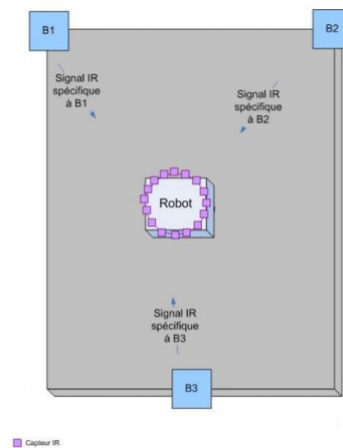 B1
B2
Signal IR
spécifique
à B1
Signal IR
spécifique
à B2
Robot
Signal IR
spécifique
à B3
B3
Capteur IR